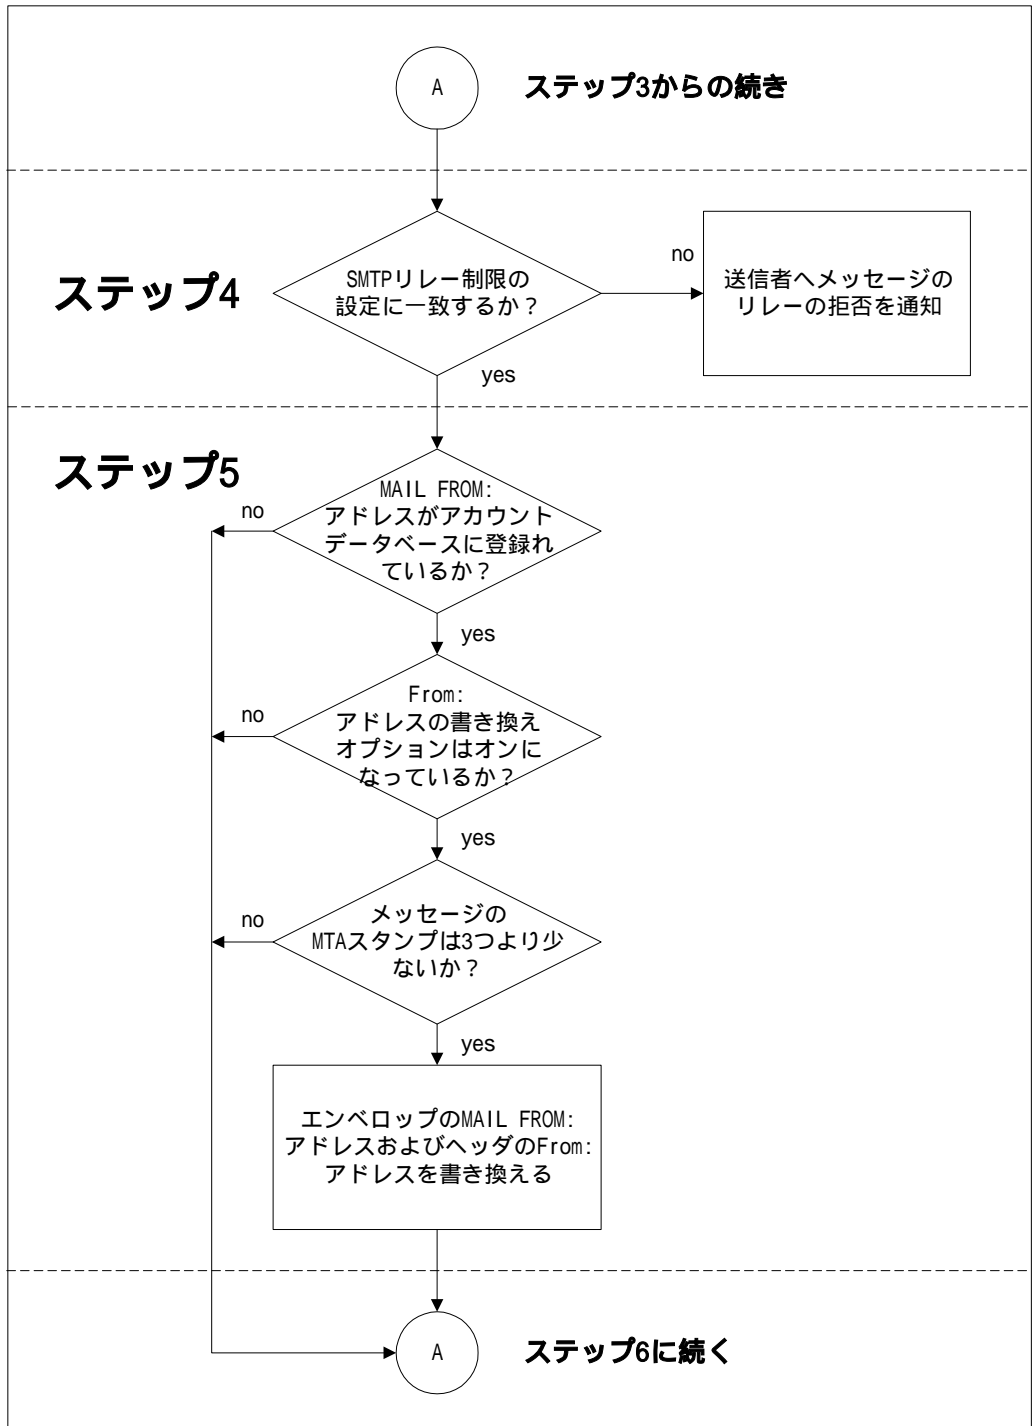 A
ステップ3からの続き
ステップ4
SMTPリレー制限の
設定に一致するか？
no
送信者へメッセージの
リレーの拒否を通知
yes
ステップ5
MAIL FROM:
アドレスがアカウント
データベースに登録れ
ているか？
no
yes
From:
アドレスの書き換え
オプションはオンに
なっているか？
no
yes
メッセージの
MTAスタンプは3つより少
ないか？
no
yes
エンベロップのMAIL FROM:
アドレスおよびヘッダのFrom:
アドレスを書き換える
A
ステップ6に続く